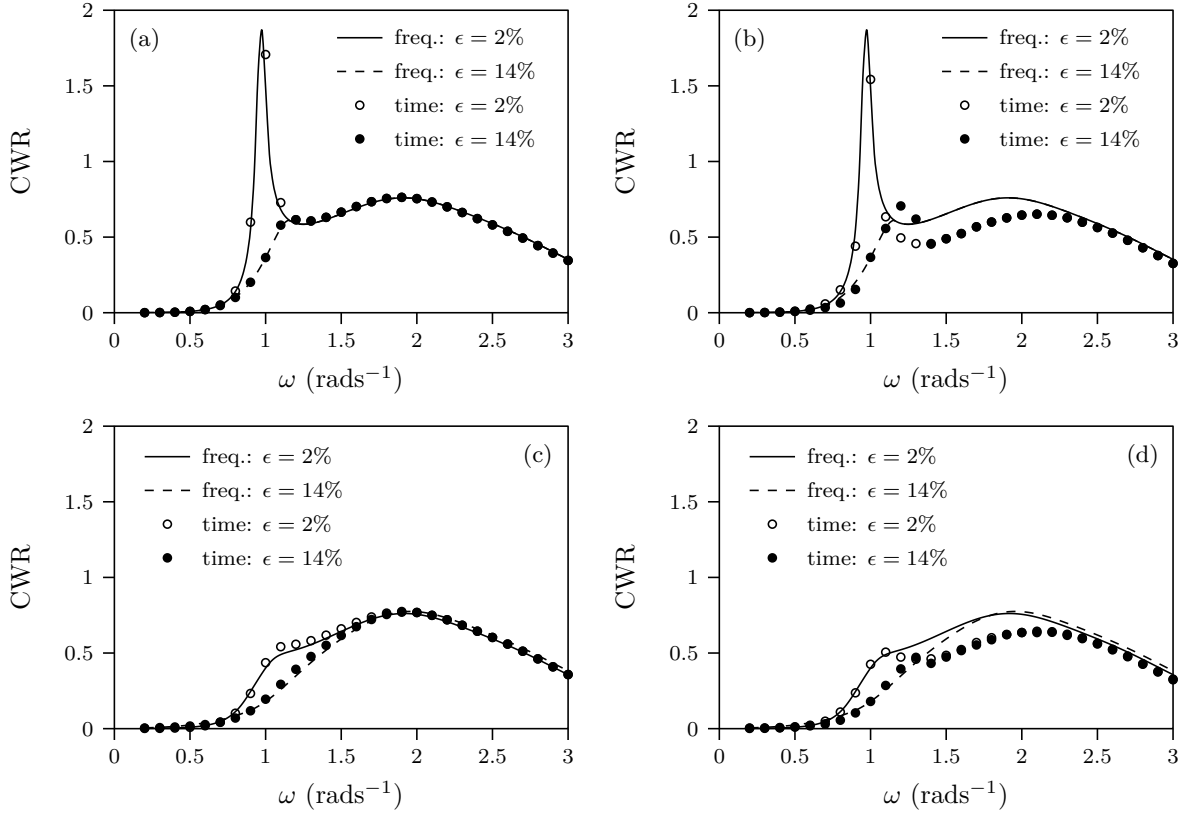 2
(a)
freq.: ϵ = 2%
freq.: ϵ = 14%
time: ϵ = 2%
time: ϵ = 14%
1.5
1
0.5
0
CWR
0 0.5 1 1.5 2 2.5 3
ω (rads⁻¹)
2
(b)
freq.: ϵ = 2%
freq.: ϵ = 14%
time: ϵ = 2%
time: ϵ = 14%
1.5
1
0.5
0
CWR
0 0.5 1 1.5 2 2.5 3
ω (rads⁻¹)
2
freq.: ϵ = 2%
(c)
freq.: ϵ = 14%
time: ϵ = 2%
time: ϵ = 14%
1.5
1
0.5
0
CWR
0 0.5 1 1.5 2 2.5 3
ω (rads⁻¹)
2
freq.: ϵ = 2%
(d)
freq.: ϵ = 14%
time: ϵ = 2%
time: ϵ = 14%
1.5
1
0.5
0
CWR
0 0.5 1 1.5 2 2.5 3
ω (rads⁻¹)